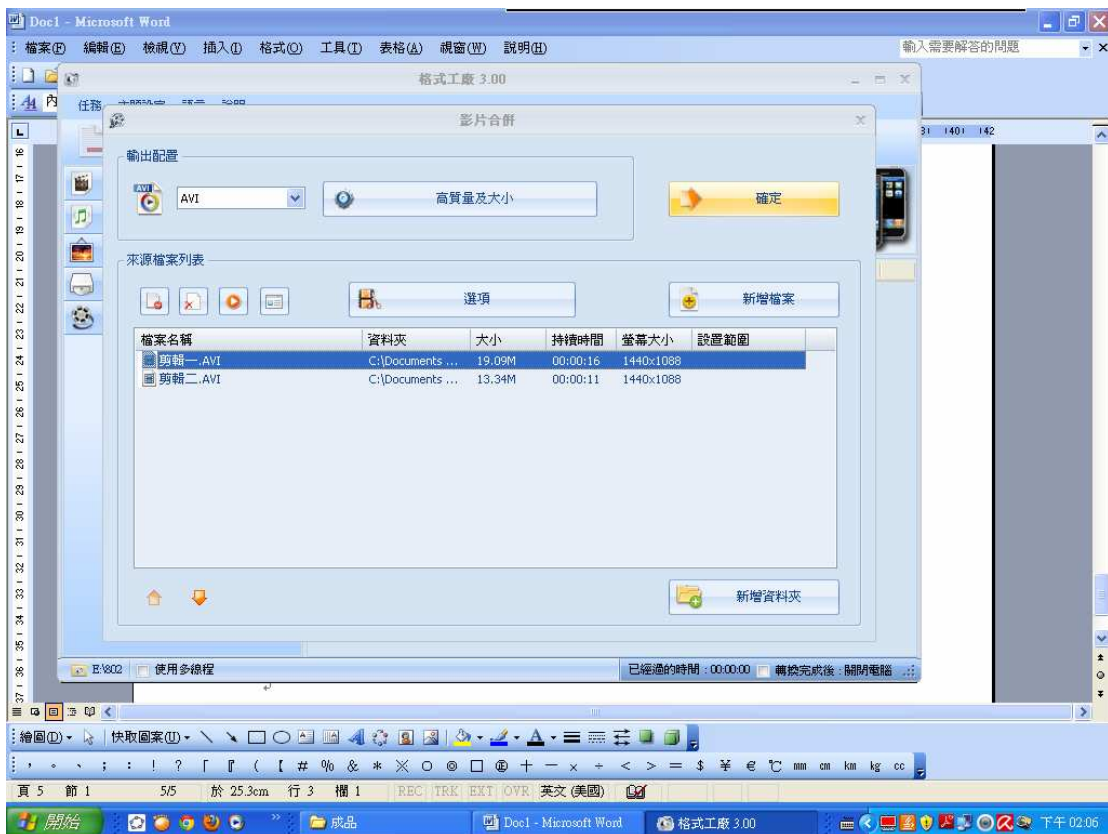 Doc1 - Microsoft Word
檔案(F) 編輯(E) 檢視(V) 插入(I) 格式(O) 工具(T) 表格(A) 視窗(W) 說明(H) 輸入需要解答的問題
格式工廠 3.00
內
任務
影片合併
輸出配置
AVI
AVI
高質量及大小
確定
來源檔案列表
選項
新增檔案
檔案名稱 資料夾 大小 持續時間 螢幕大小 設置範圍
剪輯一.AVI C:\Documents ... 19.09M 00:00:16 1440x1088
剪輯二.AVI C:\Documents ... 13.34M 00:00:11 1440x1088
新增資料夾
E:\802 使用多線程 已經過的時間 : 00:00:00 轉換完成後 : 關閉電腦
繪圖(D) 快取圖案(U)
, 。 、 ; : ! ? 「 『 ( 【 # % & * ※ ○ ◎ □ ㊣ + - × ÷ < > = $ ¥ € ℃ mm cm km kg cc
頁 5 節 1 5/5 於 25.3cm 行 3 欄 1 REC TRK EXT OVR 英文 (美國)
開始 成品 Doc1 - Microsoft Word 格式工廠 3.00 下午 02:06